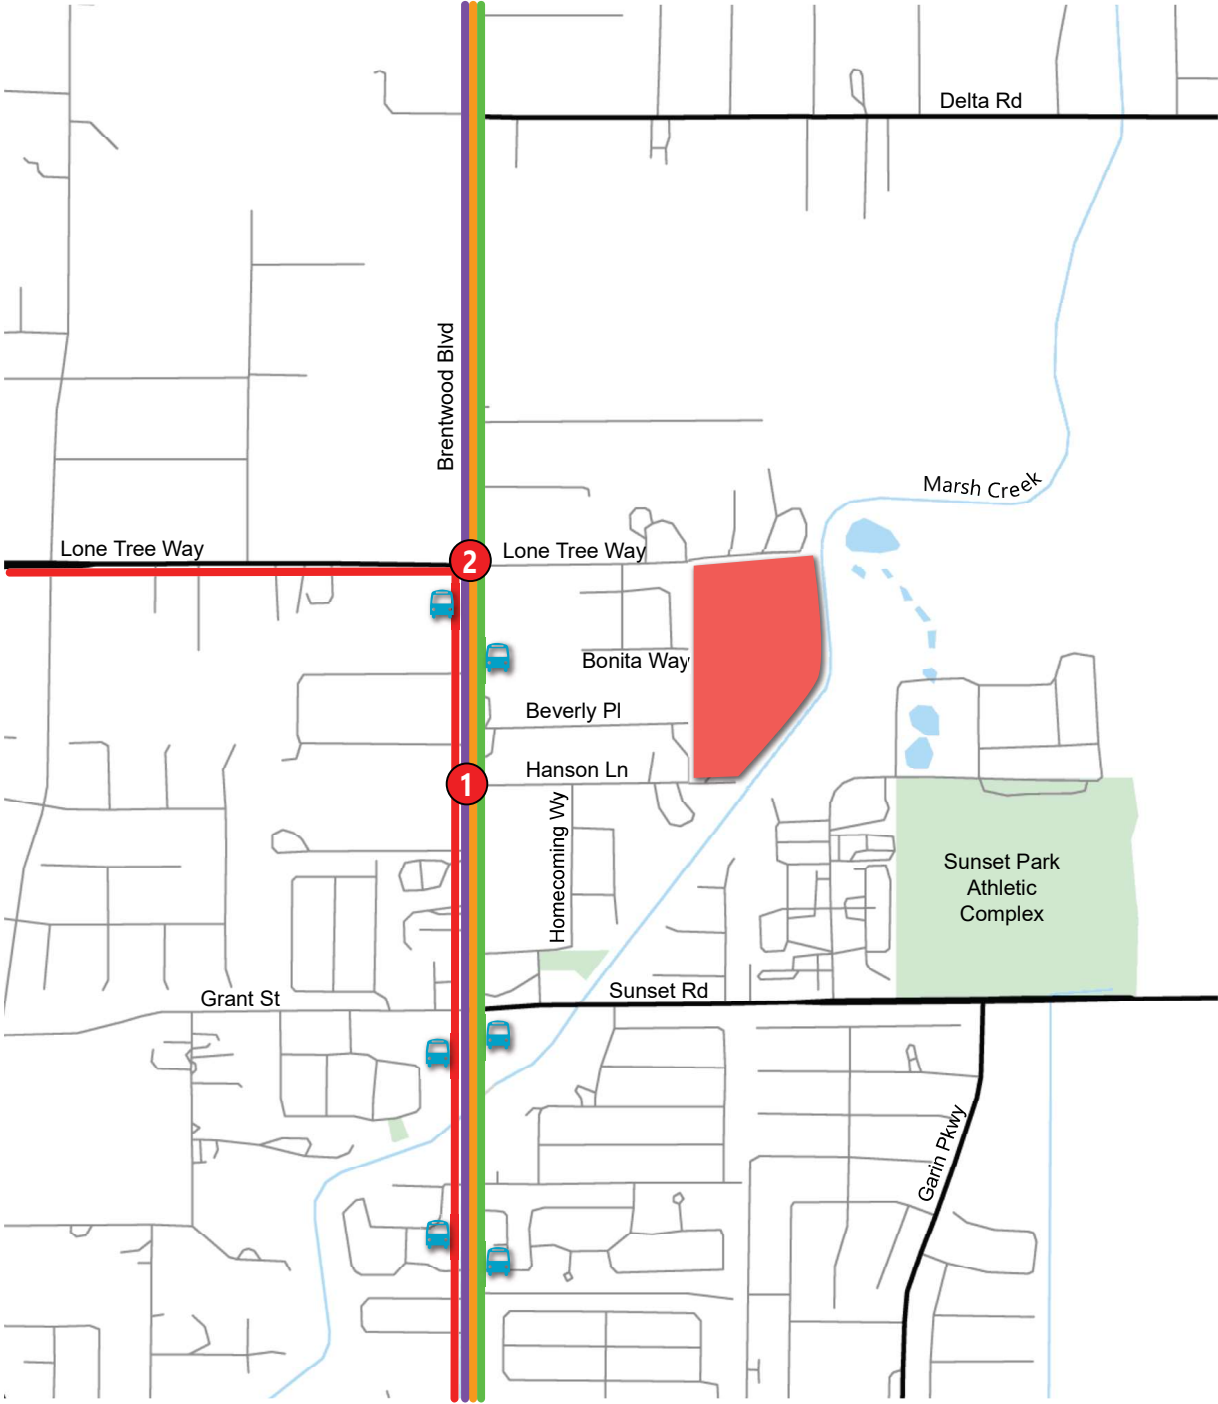 Delta Rd
Brentwood Blvd
Marsh Creek
Lone Tree Way
2
Lone Tree Way
Bonita Way
Beverly Pl
Hanson Ln
1
Homecoming Wy
Sunset Park
Athletic
Complex
Grant St
Sunset Rd
Garin Pkwy